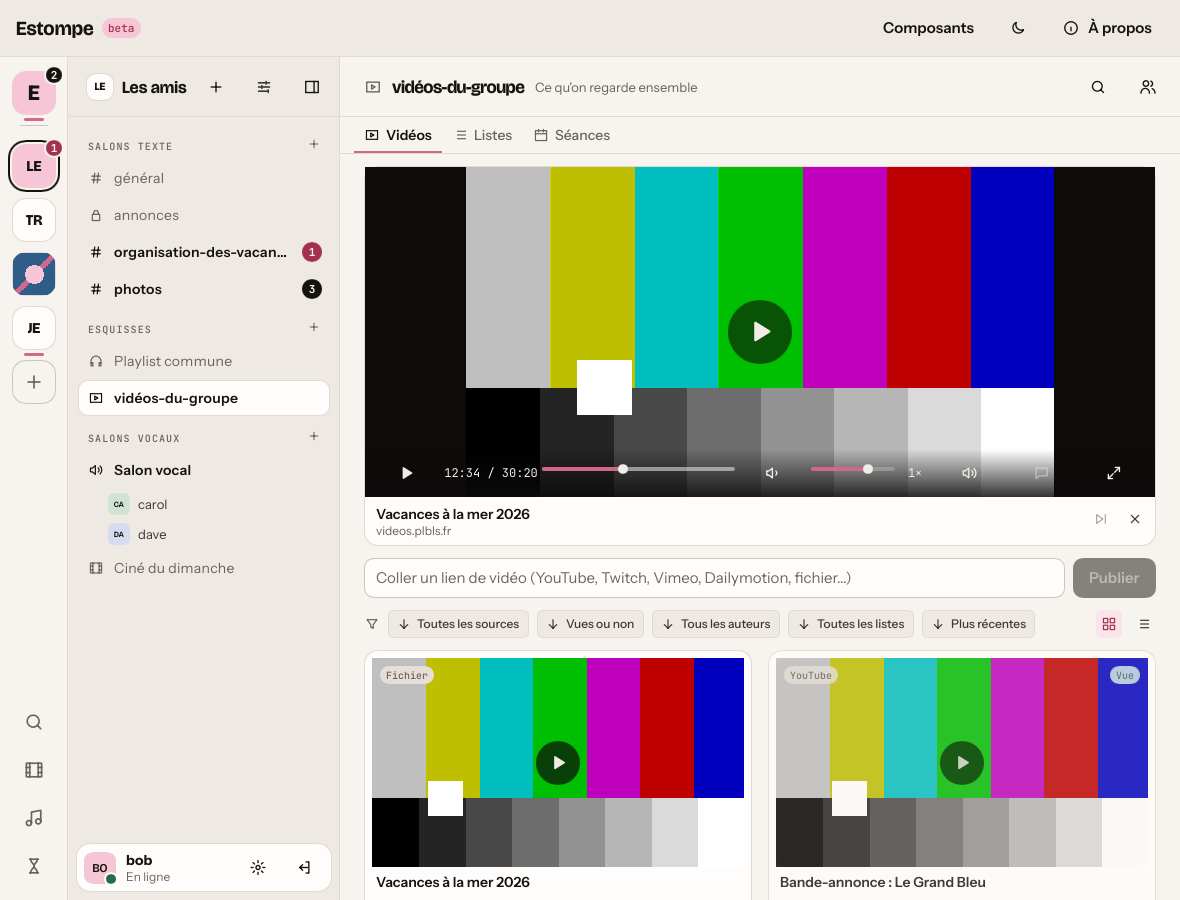 Estompe beta
Composants
À propos
E 2
LE 1
TR
JE
LE Les amis
SALONS TEXTE
# général
annonces
# organisation-des-vacan... 1
# photos 3
ESQUISSES
Playlist commune
vidéos-du-groupe
SALONS VOCAUX
Salon vocal
CA carol
DA dave
Ciné du dimanche
BO bob
En ligne
vidéos-du-groupe Ce qu'on regarde ensemble
Vidéos Listes Séances
12:34 / 30:20 1×
Vacances à la mer 2026
videos.plbls.fr
Coller un lien de vidéo (YouTube, Twitch, Vimeo, Dailymotion, fichier…) Publier
Toutes les sources Vues ou non Tous les auteurs Toutes les listes Plus récentes
Fichier
Vacances à la mer 2026
YouTube Vue
Bande-annonce : Le Grand Bleu